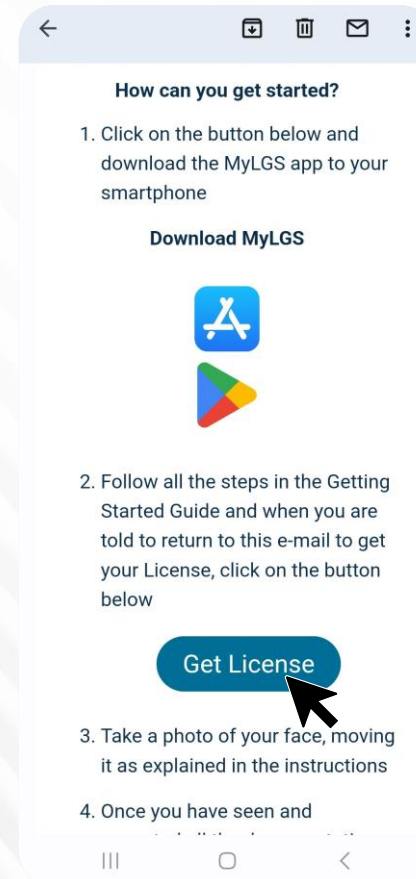 How can you get started?
1. Click on the button below and
download the MyLGS app to your
smartphone
Download MyLGS
2. Follow all the steps in the Getting
Started Guide and when you are
told to return to this e-mail to get
your License, click on the button
below
Get License
3. Take a photo of your face, moving
it as explained in the instructions
4. Once you have seen and